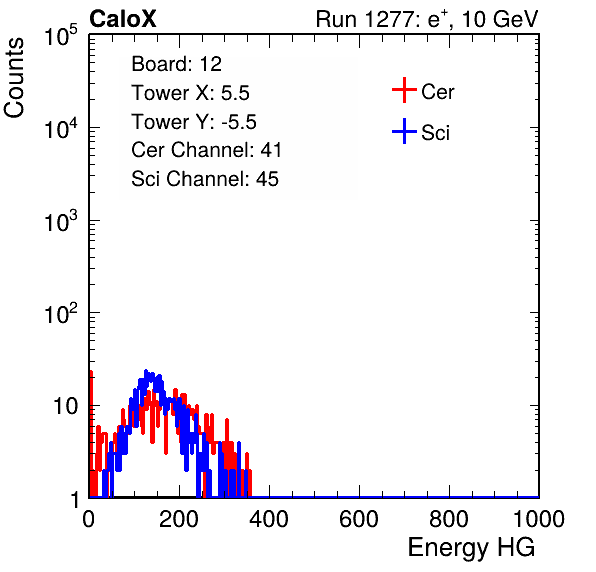 CaloX Run 1277: e⁺, 10 GeV
Counts
Board: 12
Tower X: 5.5
Tower Y: -5.5
Cer Channel: 41
Sci Channel: 45
Cer
Sci
10⁵
10⁴
10³
10²
10
1
0 200 400 600 800 1000
Energy HG